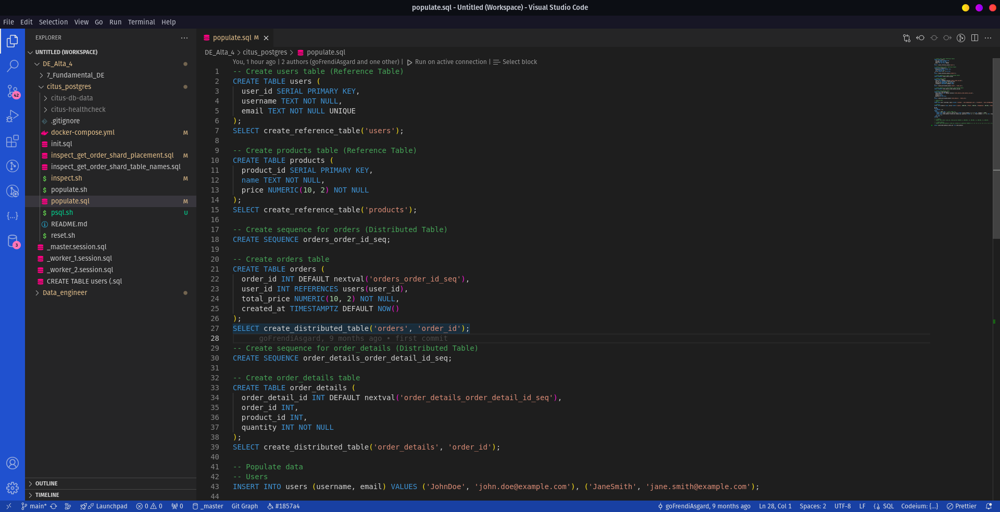 populate.sql - Untitled (Workspace) - Visual Studio Code
File Edit Selection View Go Run Terminal Help
EXPLORER
UNTITLED (WORKSPACE)
DE_Alta_4
7_Fundamental_DE
citus_postgres
citus-db-data
citus-healthcheck
.gitignore
docker-compose.yml M
init.sql
inspect_get_order_shard_placement.sql M
inspect_get_order_shard_table_names.sql
inspect.sh M
populate.sh
populate.sql M
psql.sh U
README.md
reset.sh
_master.session.sql
_worker_1.session.sql
_worker_2.session.sql
CREATE TABLE users (.sql
Data_engineer
OUTLINE
TIMELINE
42
3
populate.sql M
DE_Alta_4 > citus_postgres > populate.sql
You, 1 hour ago | 2 authors (goFrendiAsgard and one other) | Run on active connection | Select block
1 -- Create users table (Reference Table)
2 CREATE TABLE users (
3 user_id SERIAL PRIMARY KEY,
4 username TEXT NOT NULL,
5 email TEXT NOT NULL UNIQUE
6 );
7 SELECT create_reference_table('users');
8
9 -- Create products table (Reference Table)
10 CREATE TABLE products (
11 product_id SERIAL PRIMARY KEY,
12 name TEXT NOT NULL,
13 price NUMERIC(10, 2) NOT NULL
14 );
15 SELECT create_reference_table('products');
16
17 -- Create sequence for orders (Distributed Table)
18 CREATE SEQUENCE orders_order_id_seq;
19
20 -- Create orders table
21 CREATE TABLE orders (
22 order_id INT DEFAULT nextval('orders_order_id_seq'),
23 user_id INT REFERENCES users(user_id),
24 total_price NUMERIC(10, 2) NOT NULL,
25 created_at TIMESTAMPTZ DEFAULT NOW()
26 );
27 SELECT create_distributed_table('orders', 'order_id');
28 goFrendiAsgard, 9 months ago • first commit
29 -- Create sequence for order_details (Distributed Table)
30 CREATE SEQUENCE order_details_order_detail_id_seq;
31
32 -- Create order_details table
33 CREATE TABLE order_details (
34 order_detail_id INT DEFAULT nextval('order_details_order_detail_id_seq'),
35 order_id INT,
36 product_id INT,
37 quantity INT NOT NULL
38 );
39 SELECT create_distributed_table('order_details', 'order_id');
40
41 -- Populate data
42 -- Users
43 INSERT INTO users (username, email) VALUES ('JohnDoe', 'john.doe@example.com'), ('JaneSmith', 'jane.smith@example.com');
44
main* Launchpad 0 0 0 _master Git Graph #1857a4 goFrendiAsgard, 9 months ago Ln 28, Col 1 Spaces: 2 UTF-8 LF SQL Codeium: {...} Prettier